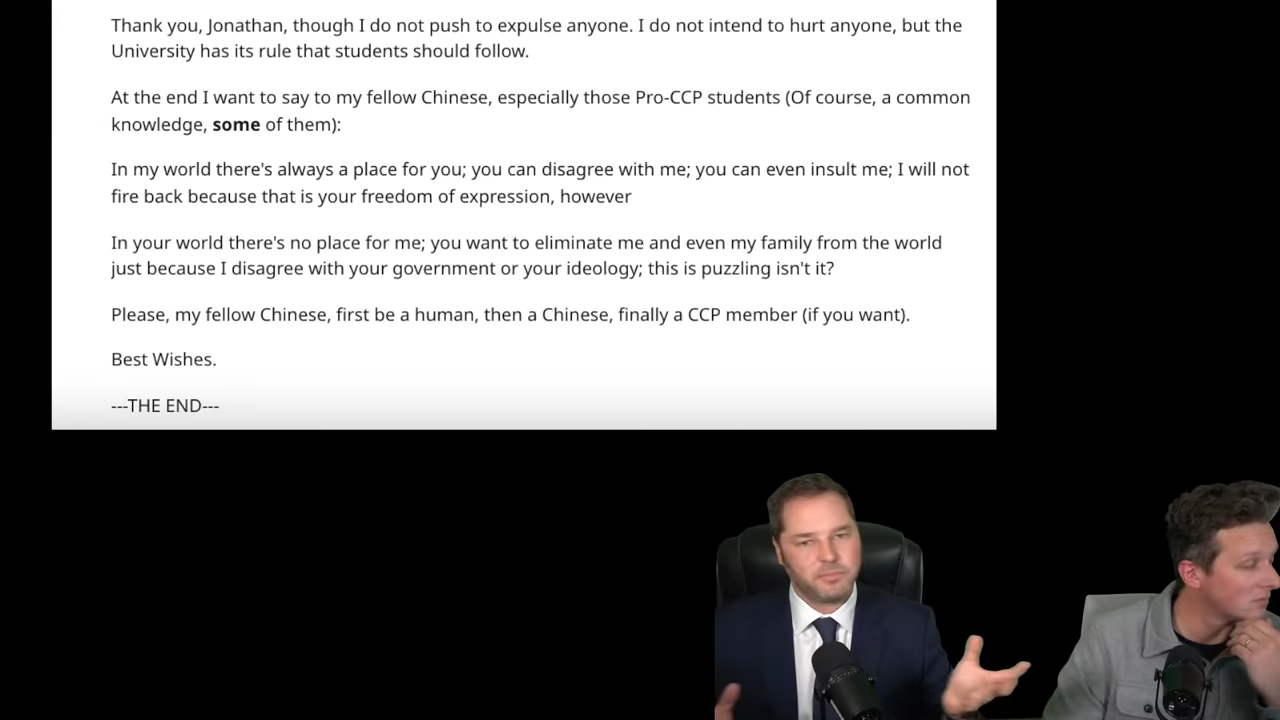 Thank you, Jonathan, though I do not push to expulse anyone. I do not intend to hurt anyone, but the
University has its rule that students should follow.
At the end I want to say to my fellow Chinese, especially those Pro-CCP students (Of course, a common
knowledge, some of them):
In my world there's always a place for you; you can disagree with me; you can even insult me; I will not
fire back because that is your freedom of expression, however
In your world there's no place for me; you want to eliminate me and even my family from the world
just because I disagree with your government or your ideology; this is puzzling isn't it?
Please, my fellow Chinese, first be a human, then a Chinese, finally a CCP member (if you want).
Best Wishes.
---THE END---